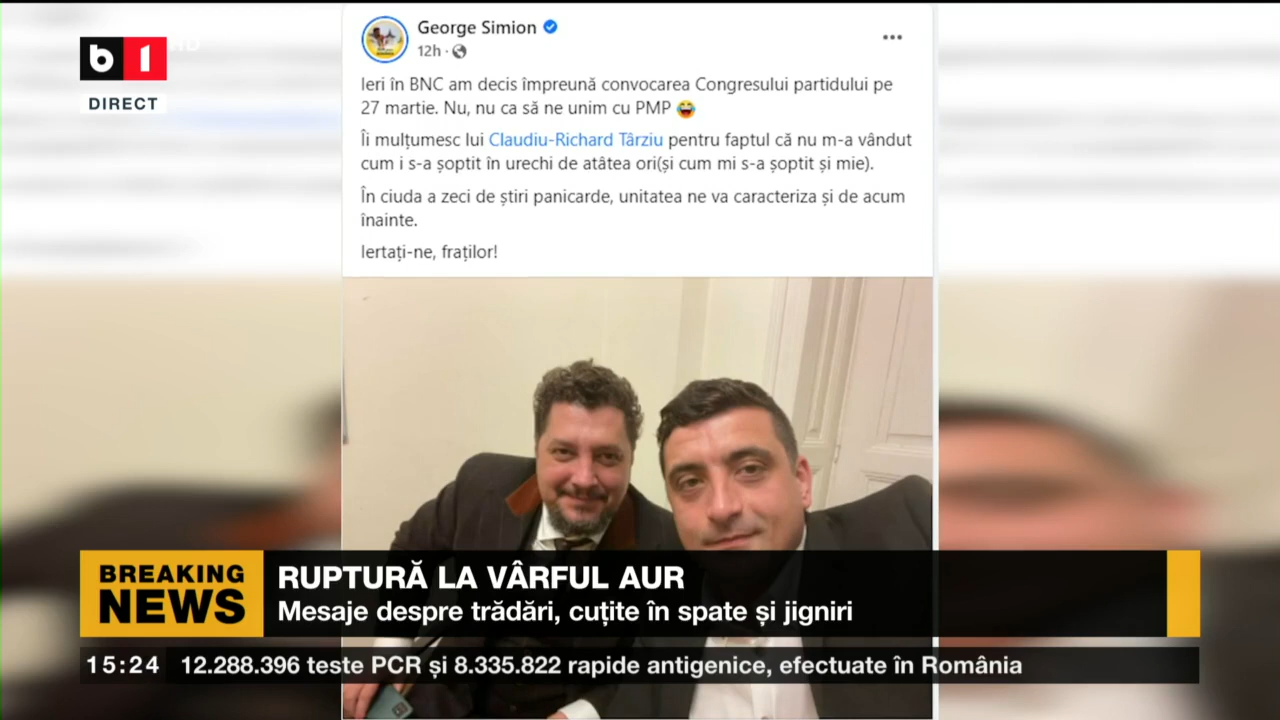 b1
HD
DIRECT
George Simion
12h ·
Ieri în BNC am decis împreună convocarea Congresului partidului pe
27 martie. Nu, nu ca să ne unim cu PMP 😂
Îi mulțumesc lui Claudiu-Richard Târziu pentru faptul că nu m-a vândut
cum i s-a șoptit în urechi de atâtea ori(și cum mi s-a șoptit și mie).
În ciuda a zeci de știri panicarde, unitatea ne va caracteriza și de acum
înainte.
Iertați-ne, fraților!
BREAKING
NEWS
RUPTURĂ LA VÂRFUL AUR
Mesaje despre trădări, cuțite în spate și jigniri
15:24 12.288.396 teste PCR și 8.335.822 rapide antigenice, efectuate în România